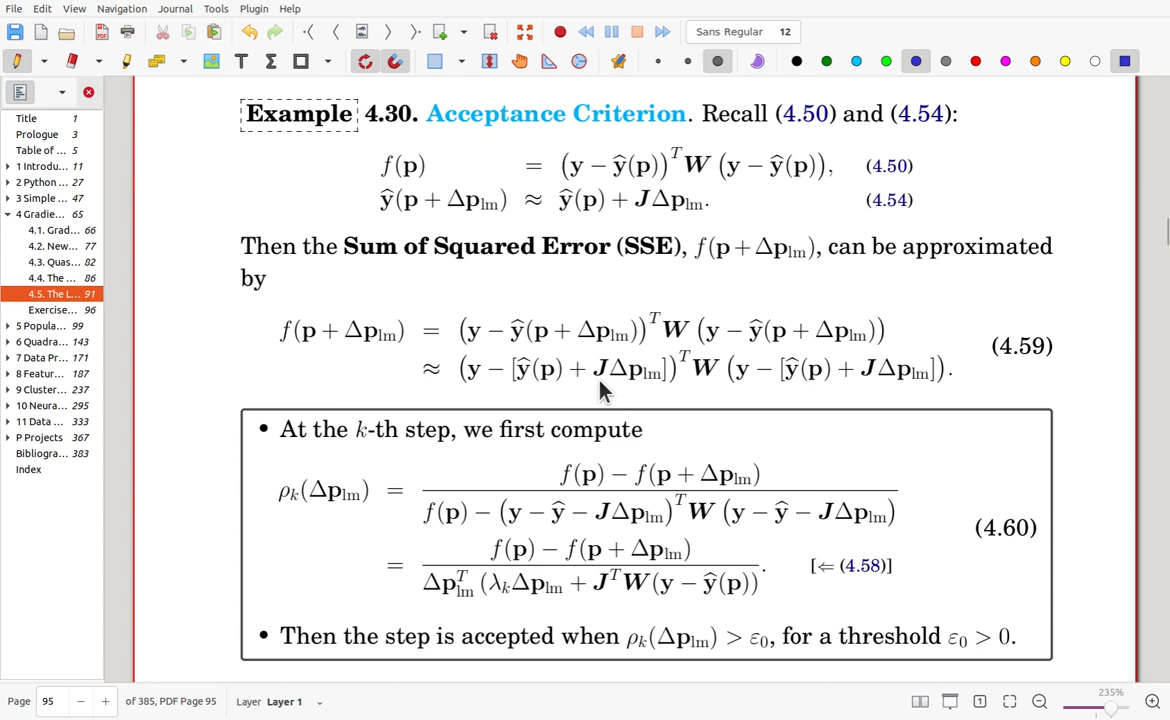 File Edit View Navigation Journal Tools Plugin Help
Sans Regular 12
Title 1
Prologue 3
Table of ... 5
1 Introdu... 11
2 Python ... 27
3 Simple ... 47
4 Gradie... 65
4.1. Grad... 66
4.2. New... 77
4.3. Quas... 82
4.4. The ... 86
4.5. The L... 91
Exercise... 96
5 Popula... 99
6 Quadra... 143
7 Data Pr... 171
8 Featur... 187
9 Cluster... 237
10 Neura... 295
11 Data ... 333
P Projects 367
Bibliogra... 383
Index
Example 4.30. Acceptance Criterion. Recall (4.50) and (4.54):
f(p) = (y − ŷ(p))^T W (y − ŷ(p)), (4.50)
ŷ(p + Δp_lm) ≈ ŷ(p) + JΔp_lm. (4.54)
Then the Sum of Squared Error (SSE), f(p + Δp_lm), can be approximated
by
f(p + Δp_lm) = (y − ŷ(p + Δp_lm))^T W (y − ŷ(p + Δp_lm))
≈ (y − [ŷ(p) + JΔp_lm])^T W (y − [ŷ(p) + JΔp_lm]). (4.59)
• At the k-th step, we first compute
ρ_k(Δp_lm) = f(p) − f(p + Δp_lm) / f(p) − (y − ŷ − JΔp_lm)^T W (y − ŷ − JΔp_lm)
= f(p) − f(p + Δp_lm) / Δp_lm^T (λ_k Δp_lm + J^T W(y − ŷ(p)) . [⇐ (4.58)] (4.60)
• Then the step is accepted when ρ_k(Δp_lm) > ε_0, for a threshold ε_0 > 0.
Page 95 − + of 385, PDF Page 95 Layer Layer 1 235%